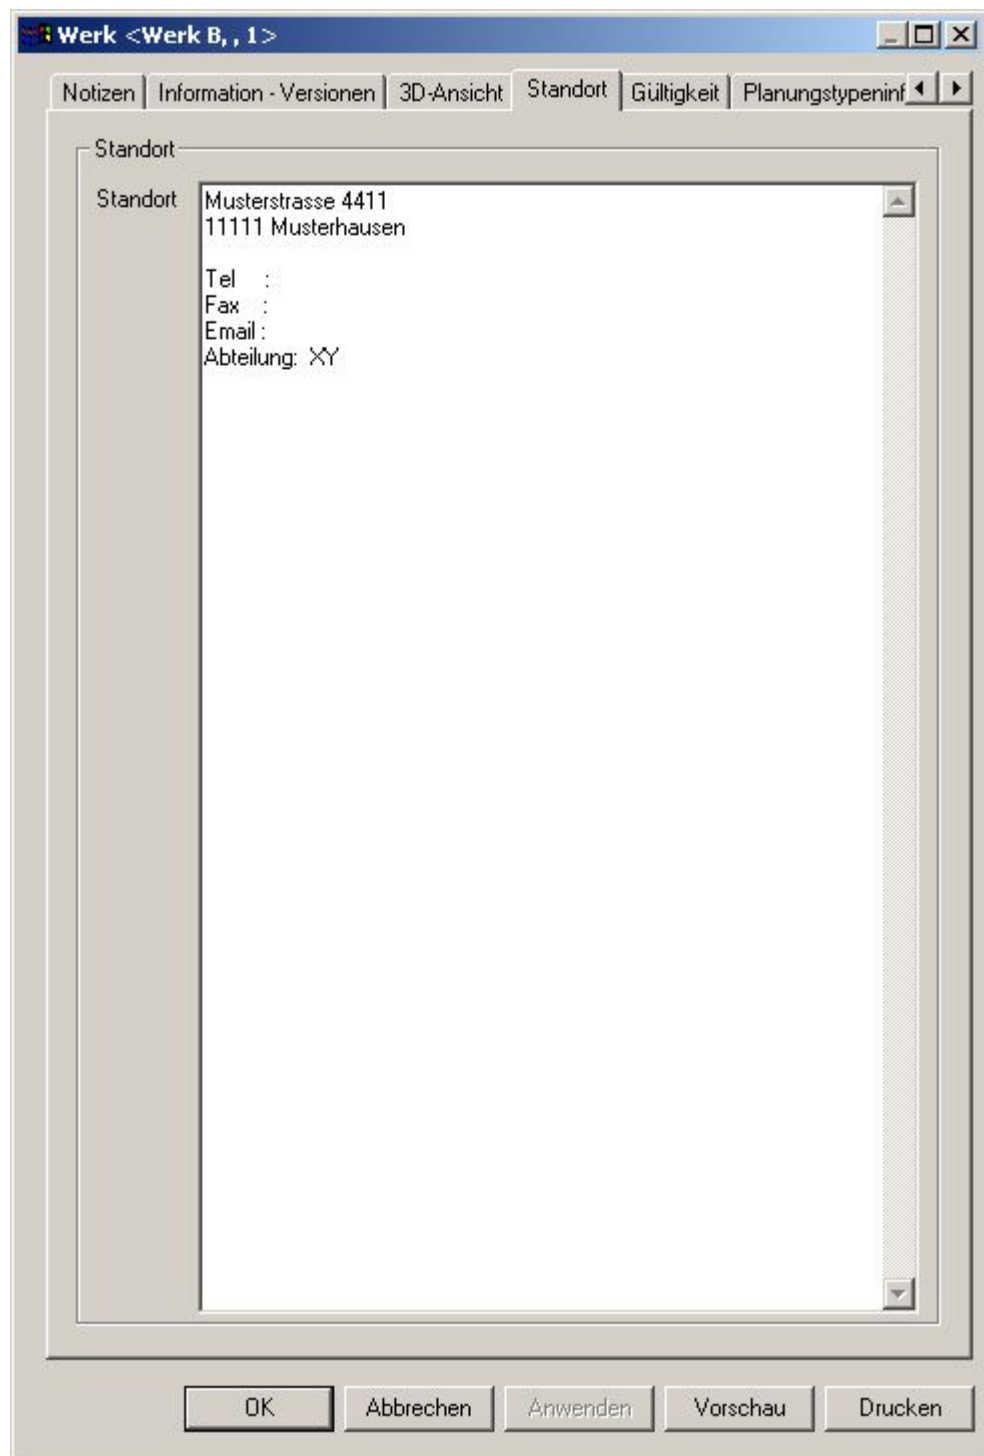 Werk <Werk B, , 1>
Notizen Information - Versionen 3D-Ansicht Standort Gültigkeit Planungstypeninf
Standort
Standort
Musterstrasse 4411
11111 Musterhausen
Tel :
Fax :
Email :
Abteilung: XY
OK Abbrechen Anwenden Vorschau Drucken